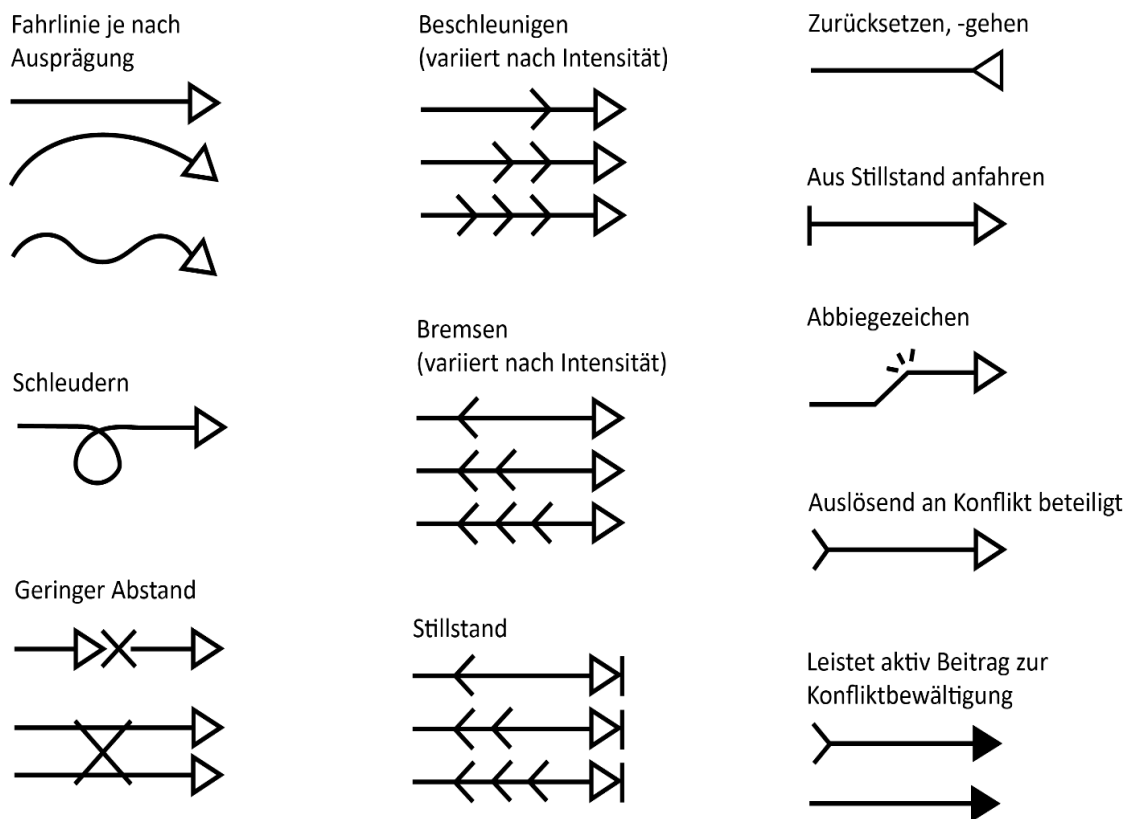 Fahrlinie je nach
Ausprägung
Schleudern
Geringer Abstand
Beschleunigen
(variiert nach Intensität)
Bremsen
(variiert nach Intensität)
Stillstand
Zurücksetzen, -gehen
Aus Stillstand anfahren
Abbiegezeichen
Auslösend an Konflikt beteiligt
Leistet aktiv Beitrag zur
Konfliktbewältigung